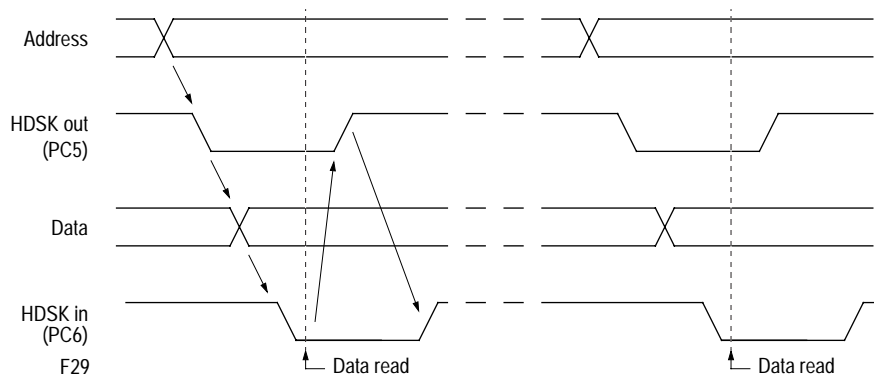 Address
HDSK out
(PC5)
Data
HDSK in
(PC6)
F29
Data read
Data read